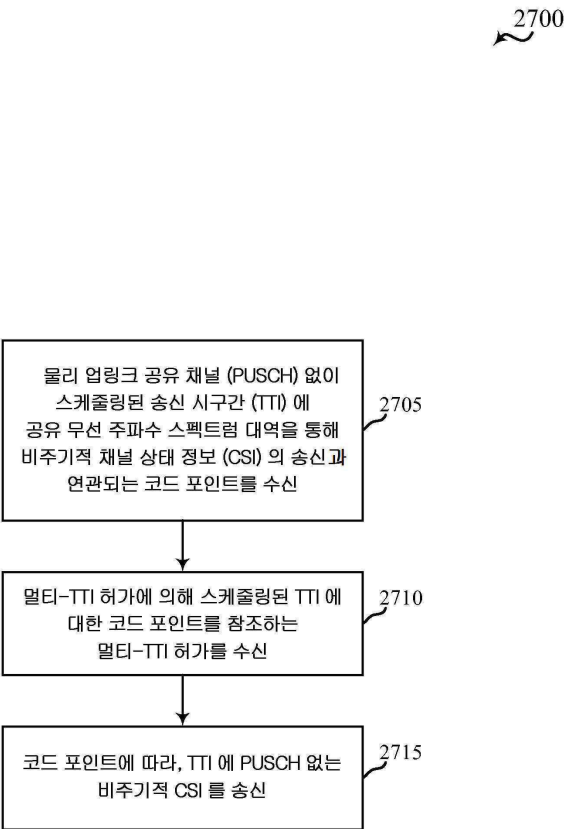 2700
물리 업링크 공유 채널 (PUSCH) 없이
스케줄링된 송신 시구간 (TTI) 에
공유 무선 주파수 스펙트럼 대역을 통해
비주기적 채널 상태 정보 (CSI) 의 송신과
연관되는 코드 포인트를 수신
2705
멀티-TTI 허가에 의해 스케줄링된 TTI 에
대한 코드 포인트를 참조하는
멀티-TTI 허가를 수신
2710
코드 포인트에 따라, TTI 에 PUSCH 없는
비주기적 CSI 를 송신
2715